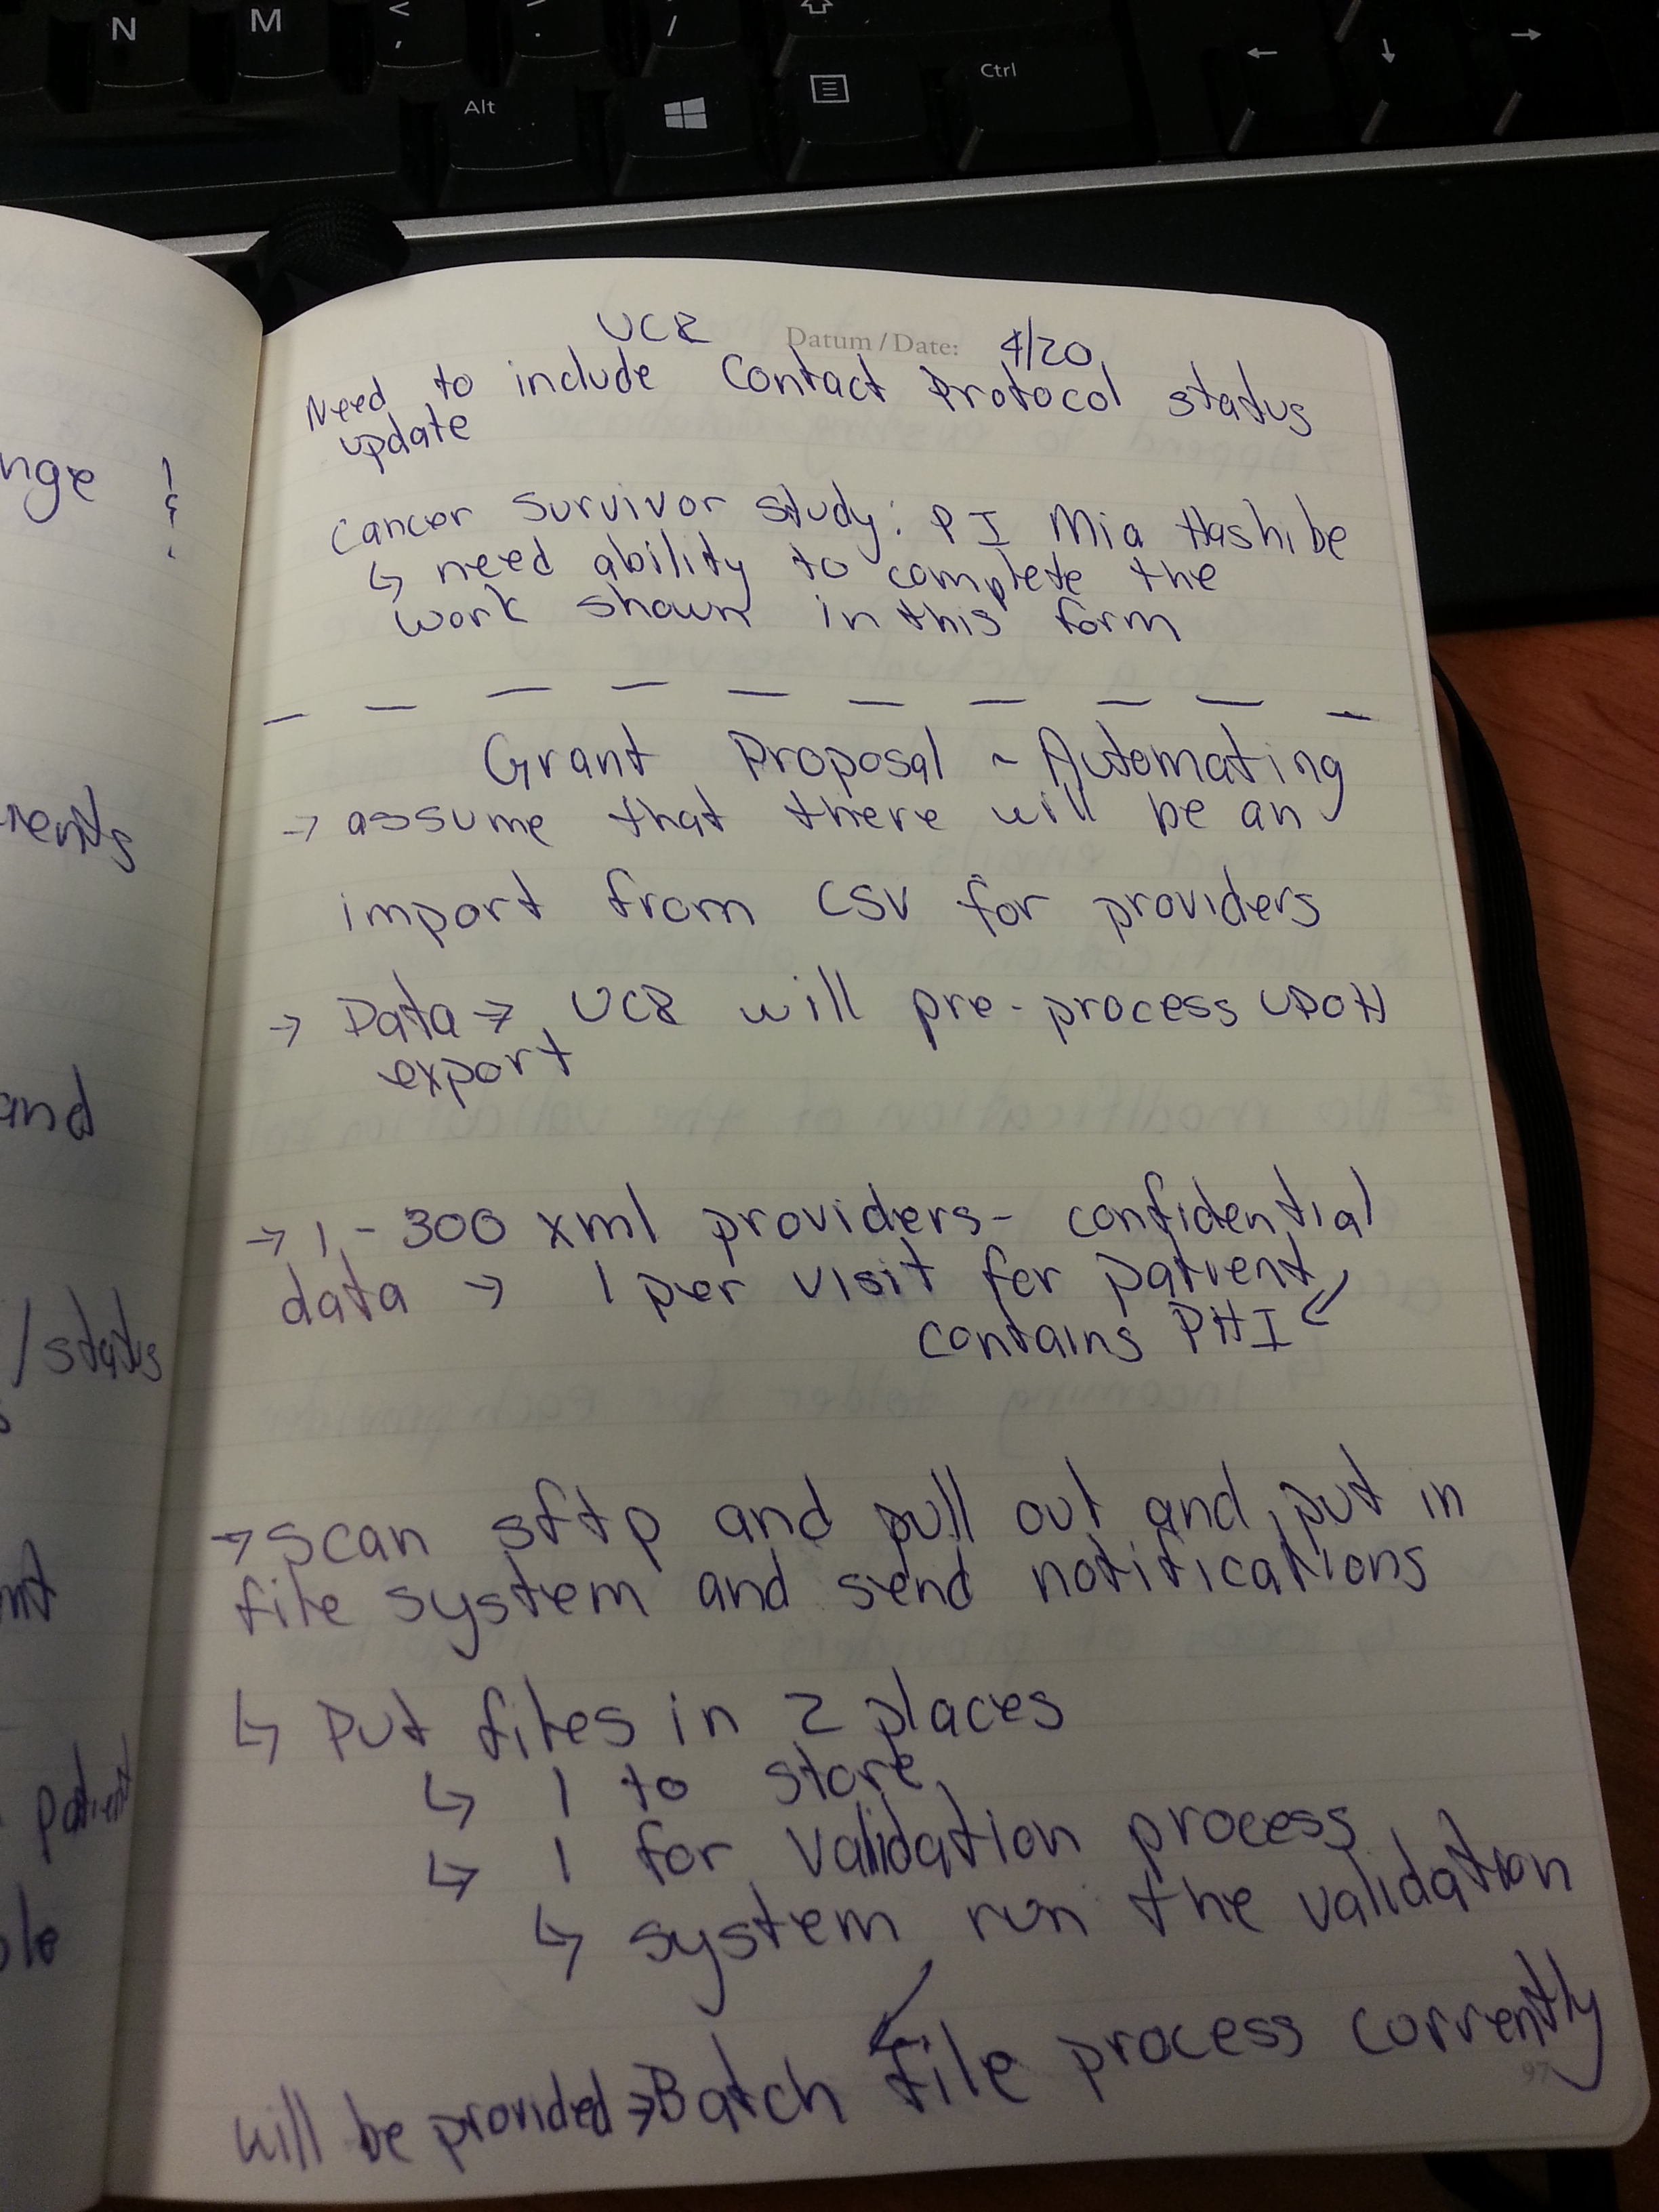 N
M
<
,
>
.
/
Alt
Ctrl
←
↓
→
nge
nents
and
/status
patient
UCR
Datum / Date: 4/20
Need to include Contact Protocol status
update
Cancer Survivor study: PI Mia Hashibe
↳ need ability to complete the
work shown in this form
— — — — — — — — — —
Grant Proposal ~ Automating
→ assume that there will be an
import from CSV for providers
→ Data → UCR will pre-process UDOH
export
→ 1 - 300 xml providers - confidential
data → 1 per visit for patient
contains PHI ↙
→ scan sftp and pull out and put in
file system and send notifications
↳ Put files in 2 places
↳ 1 to store
↳ 1 for validation process
↳ system run the validation
will be provided → Batch file process currently
97